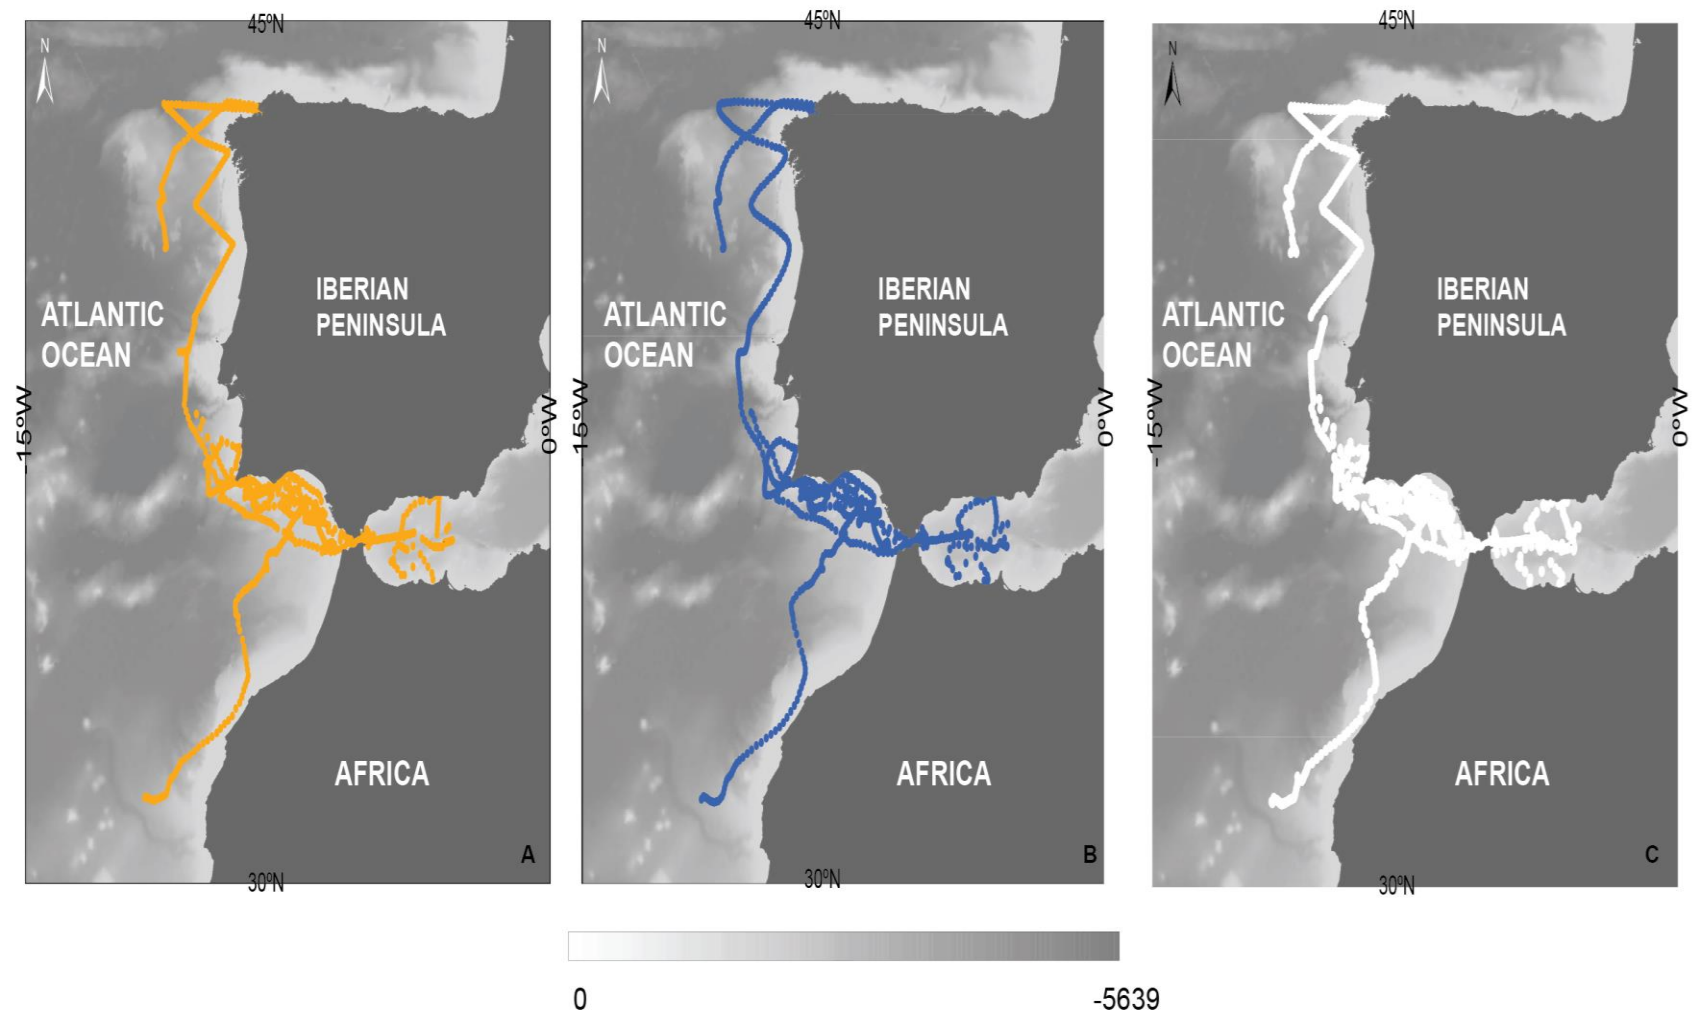 45ºN
45ºN
45ºN
N
N
N
IBERIAN
PENINSULA
ATLANTIC
OCEAN
-15ºW
0ºW
AFRICA
A
30ºN
IBERIAN
PENINSULA
ATLANTIC
OCEAN
15ºW
0ºW
AFRICA
B
30ºN
IBERIAN
PENINSULA
ATLANTIC
OCEAN
-15ºW
0ºW
AFRICA
C
30ºN
0
-5639